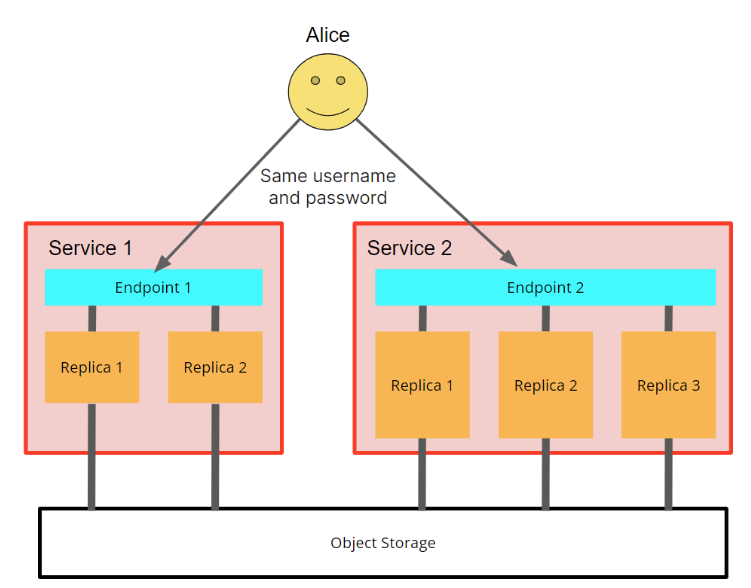 Alice
Same username
and password
Service 1
Service 2
Endpoint 1
Endpoint 2
Replica 1
Replica 2
Replica 1
Replica 2
Replica 3
Object Storage